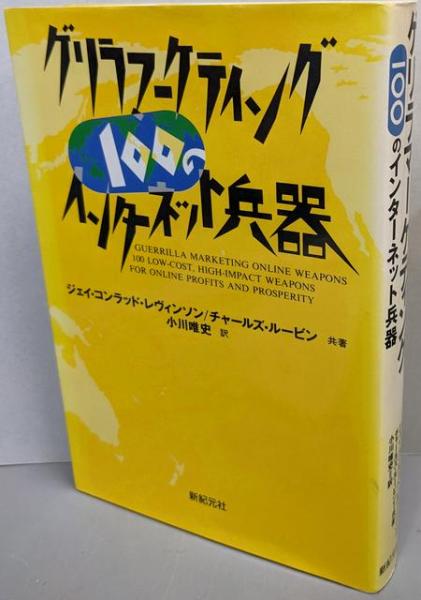 ゲリラマーケティング
100の
インターネット兵器
GUERRILLA MARKETING ONLINE WEAPONS
100 LOW-COST, HIGH-IMPACT WEAPONS
FOR ONLINE PROFITS AND PROSPERITY
ジェイ・コンラッド・レヴィンソン/チャールズ・ルービン 共著
小川唯史 訳
新紀元社
ゲリラマーケティング
100のインターネット兵器
小川唯史 訳